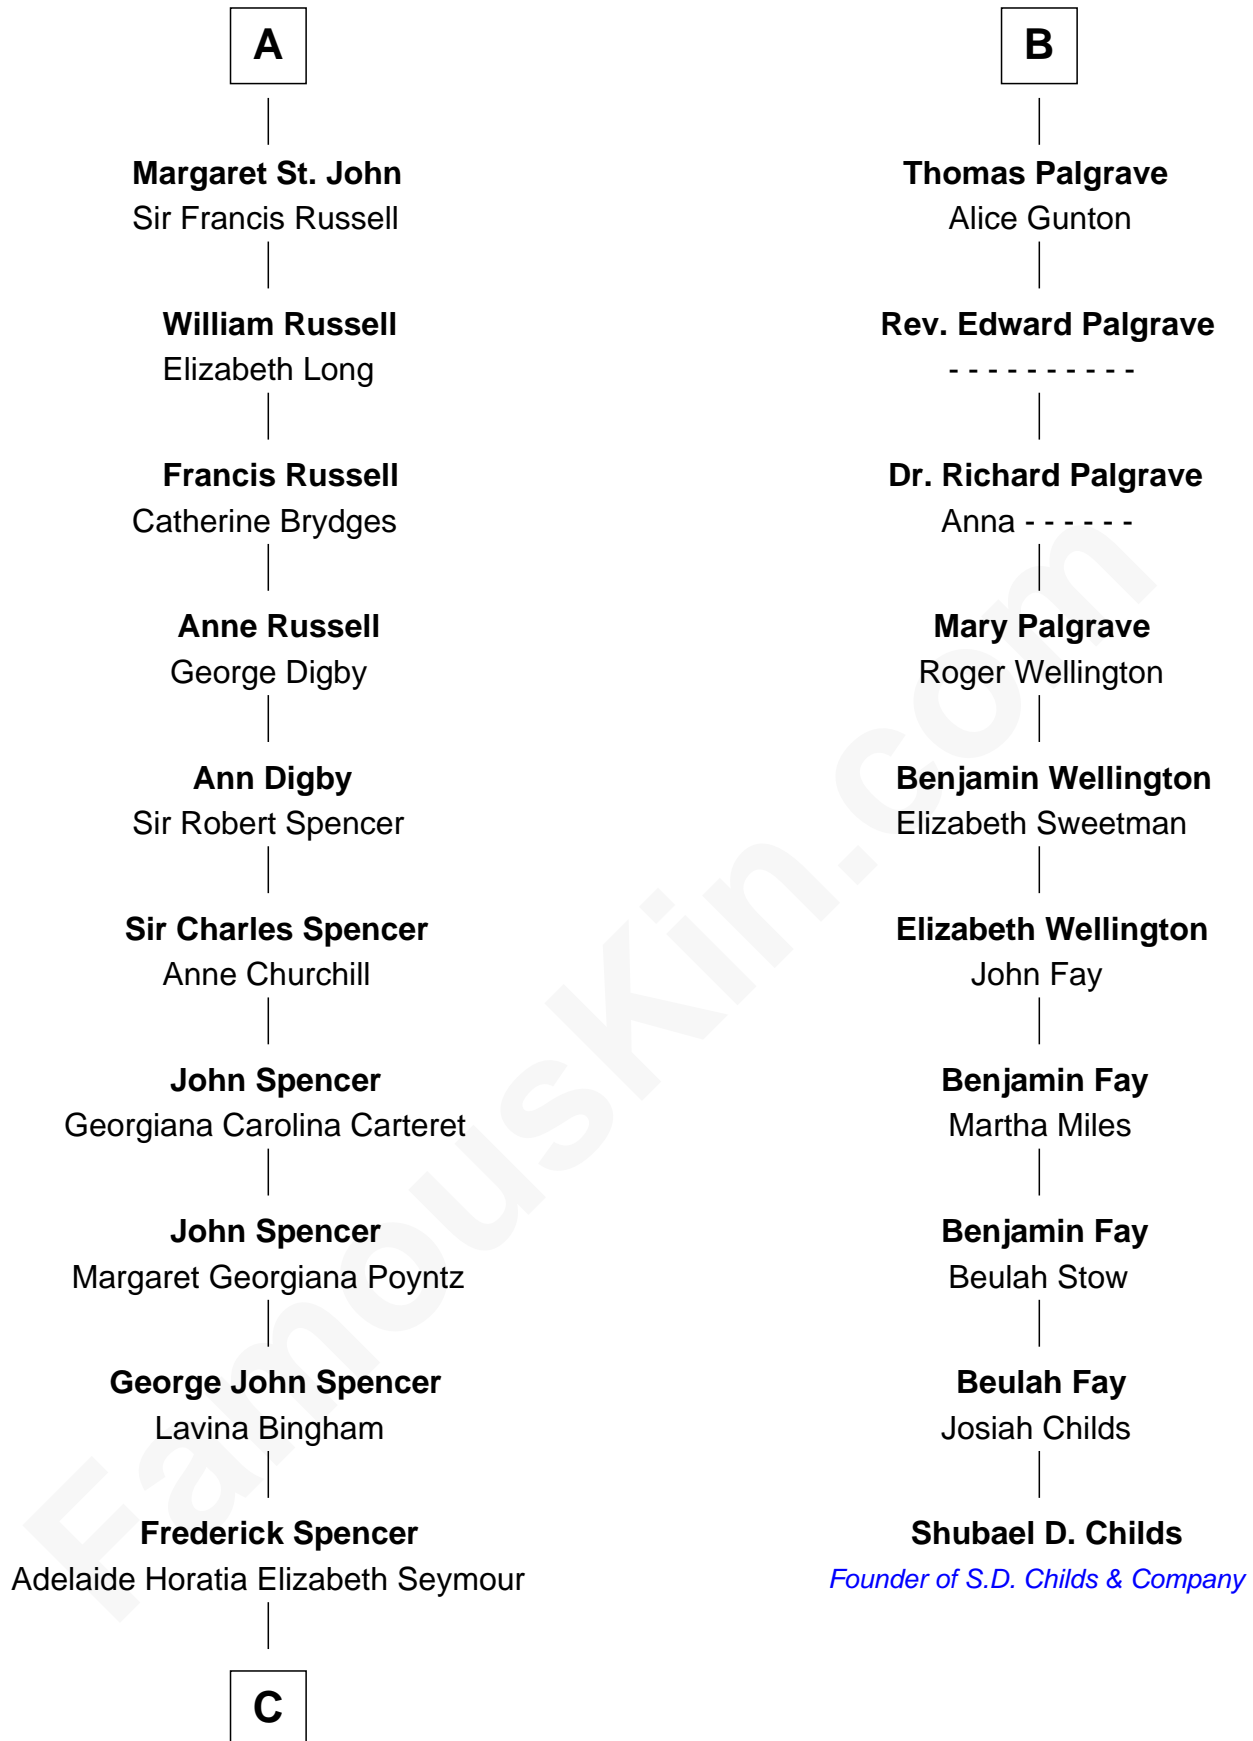 A
Margaret St. John
Sir Francis Russell
William Russell
Elizabeth Long
Francis Russell
Catherine Brydges
Anne Russell
George Digby
Ann Digby
Sir Robert Spencer
Sir Charles Spencer
Anne Churchill
John Spencer
Georgiana Carolina Carteret
John Spencer
Margaret Georgiana Poyntz
George John Spencer
Lavina Bingham
Frederick Spencer
Adelaide Horatia Elizabeth Seymour
C
B
Thomas Palgrave
Alice Gunton
Rev. Edward Palgrave
- - - - - - - - - -
Dr. Richard Palgrave
Anna - - - - - -
Mary Palgrave
Roger Wellington
Benjamin Wellington
Elizabeth Sweetman
Elizabeth Wellington
John Fay
Benjamin Fay
Martha Miles
Benjamin Fay
Beulah Stow
Beulah Fay
Josiah Childs
Shubael D. Childs
Founder of S.D. Childs & Company
FamousKin.com